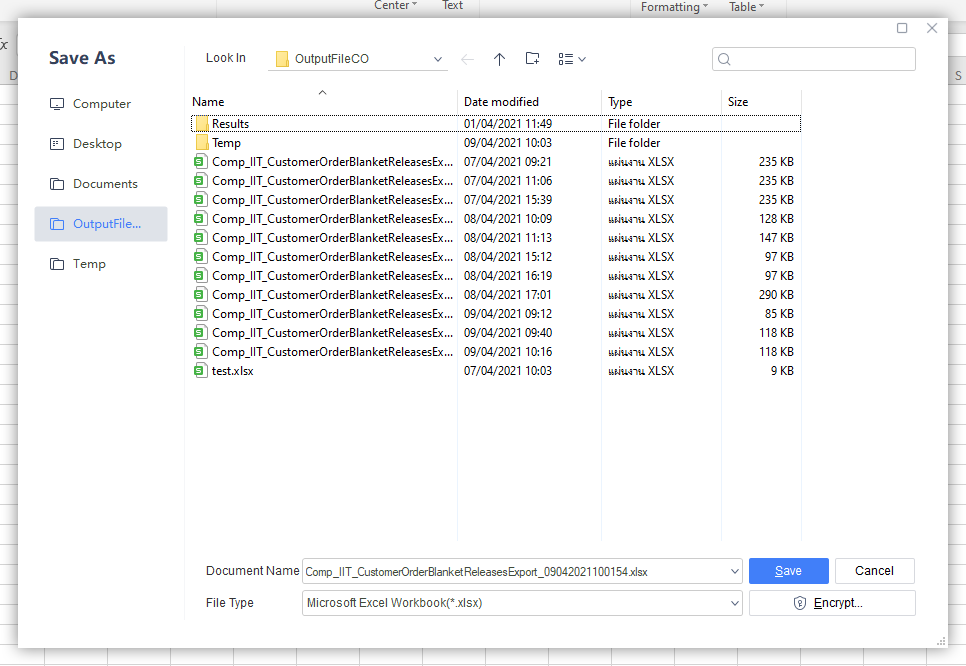 Center
Text
Formatting
Table
Save As
Look In
OutputFileCO
Computer
Desktop
Documents
OutputFile...
Temp
Name Date modified Type Size
Results 01/04/2021 11:49 File folder
Temp 09/04/2021 10:03 File folder
Comp_IIT_CustomerOrderBlanketReleasesEx... 07/04/2021 09:21 แผ่นงาน XLSX 235 KB
Comp_IIT_CustomerOrderBlanketReleasesEx... 07/04/2021 11:06 แผ่นงาน XLSX 235 KB
Comp_IIT_CustomerOrderBlanketReleasesEx... 07/04/2021 15:39 แผ่นงาน XLSX 235 KB
Comp_IIT_CustomerOrderBlanketReleasesEx... 08/04/2021 10:09 แผ่นงาน XLSX 128 KB
Comp_IIT_CustomerOrderBlanketReleasesEx... 08/04/2021 11:13 แผ่นงาน XLSX 147 KB
Comp_IIT_CustomerOrderBlanketReleasesEx... 08/04/2021 15:12 แผ่นงาน XLSX 97 KB
Comp_IIT_CustomerOrderBlanketReleasesEx... 08/04/2021 16:19 แผ่นงาน XLSX 97 KB
Comp_IIT_CustomerOrderBlanketReleasesEx... 08/04/2021 17:01 แผ่นงาน XLSX 290 KB
Comp_IIT_CustomerOrderBlanketReleasesEx... 09/04/2021 09:12 แผ่นงาน XLSX 85 KB
Comp_IIT_CustomerOrderBlanketReleasesEx... 09/04/2021 09:40 แผ่นงาน XLSX 118 KB
Comp_IIT_CustomerOrderBlanketReleasesEx... 09/04/2021 10:16 แผ่นงาน XLSX 118 KB
test.xlsx 07/04/2021 10:03 แผ่นงาน XLSX 9 KB
Document Name Comp_IIT_CustomerOrderBlanketReleasesExport_09042021100154.xlsx Save Cancel
File Type Microsoft Excel Workbook(*.xlsx) Encrypt...
D
S